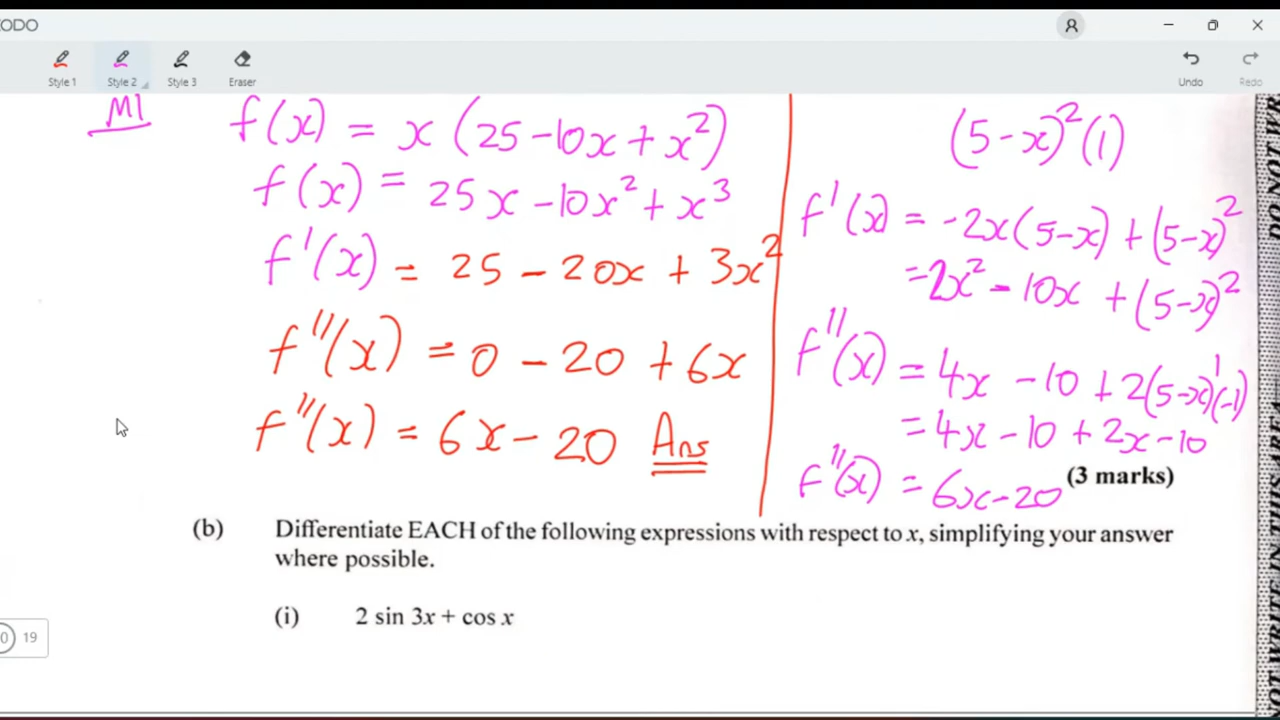 ODO
Style 1
Style 2
Style 3
Eraser
Undo
Redo
M1
f(x) = x (25 - 10x + x²)
f(x) = 25x - 10x² + x³
f'(x) = 25 - 20x + 3x²
f''(x) = 0 - 20 + 6x
f''(x) = 6x - 20 Ans
(5-x)²(1)
f'(x) = -2x(5-x) + (5-x)²
= 2x² - 10x + (5-x)²
f''(x) = 4x - 10 + 2(5-x)¹(-1)
= 4x - 10 + 2x - 10
f''(x) = 6x - 20
(3 marks)
(b) Differentiate EACH of the following expressions with respect to x, simplifying your answer
where possible.
(i) 2 sin 3x + cos x
19